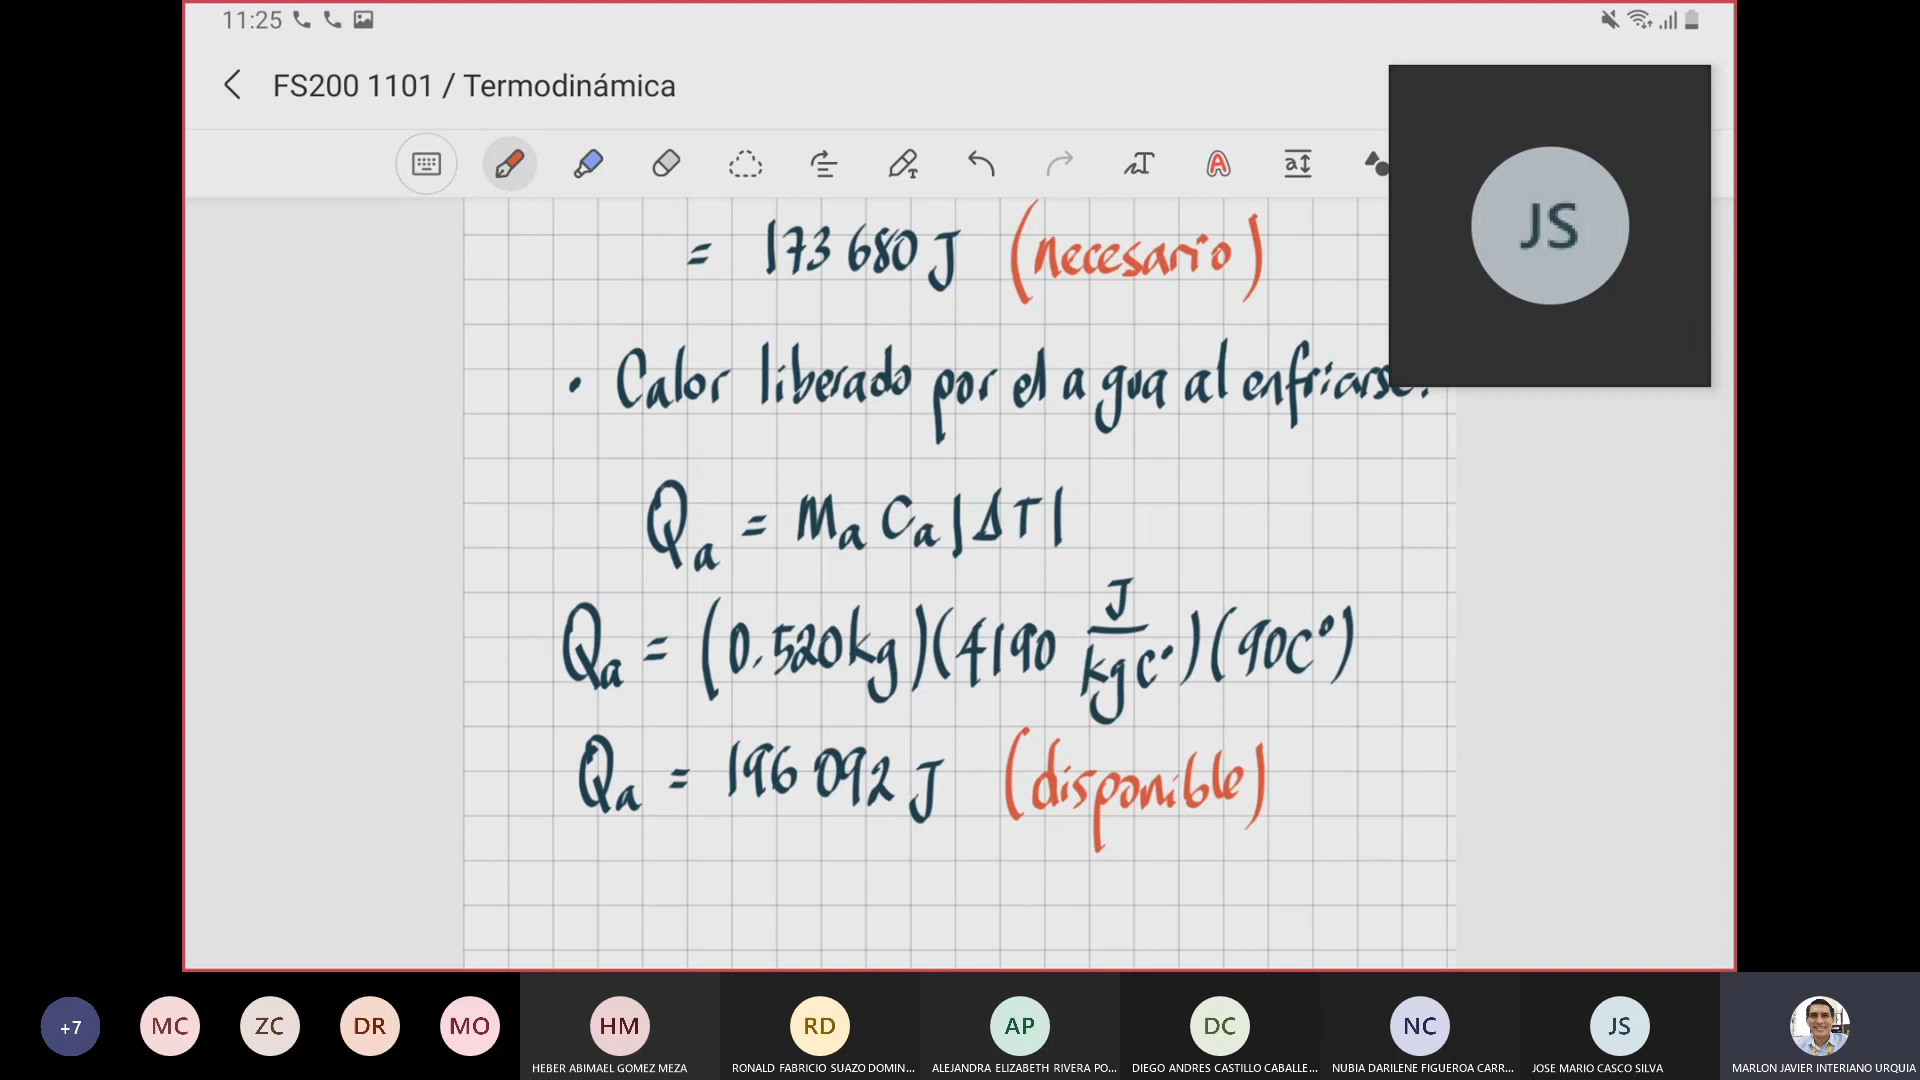 11:25
FS200 1101 / Termodinámica
= 173 680 J (necesario)
• Calor liberado por el agua al enfriarse.
Qa = ma Ca |ΔT|
Qa = (0.520kg)(4190 J/kgC°)(90C°)
Qa = 196 092 J (disponible)
JS
+7
MC
ZC
DR
MO
HM
RD
AP
DC
NC
JS
HEBER ABIMAEL GOMEZ MEZA
RONALD FABRICIO SUAZO DOMIN...
ALEJANDRA ELIZABETH RIVERA PO...
DIEGO ANDRES CASTILLO CABALLE...
NUBIA DARILENE FIGUEROA CARR...
JOSE MARIO CASCO SILVA
MARLON JAVIER INTERIANO URQUIA